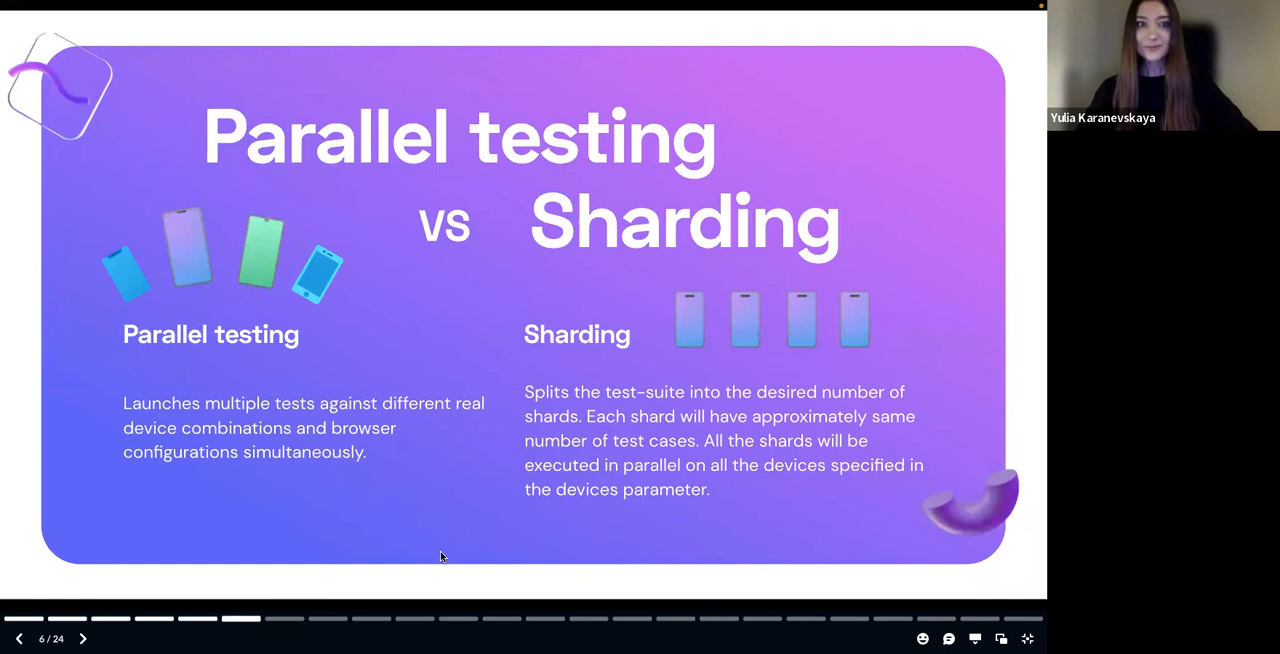 Parallel testing
vs Sharding
Parallel testing
Launches multiple tests against different real
device combinations and browser
configurations simultaneously.
Sharding
Splits the test-suite into the desired number of
shards. Each shard will have approximately same
number of test cases. All the shards will be
executed in parallel on all the devices specified in
the devices parameter.
Yulia Karanevskaya
6 / 24